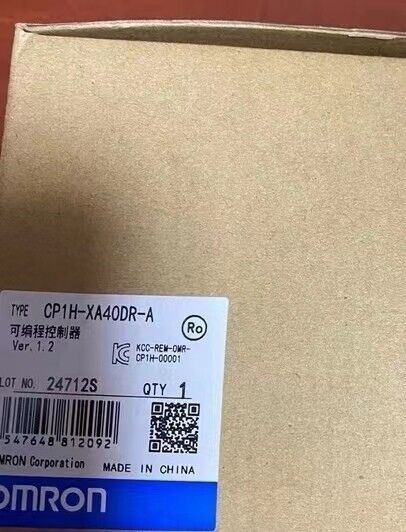 TYPE CP1H-XA40DR-A
可编程控制器
Ver.1.2
Ro
KCC-REM-OMR-
CP1H-00001
LOT NO. 24712S QTY 1
547648 812092
MRON Corporation
MADE IN CHINA
OMRON